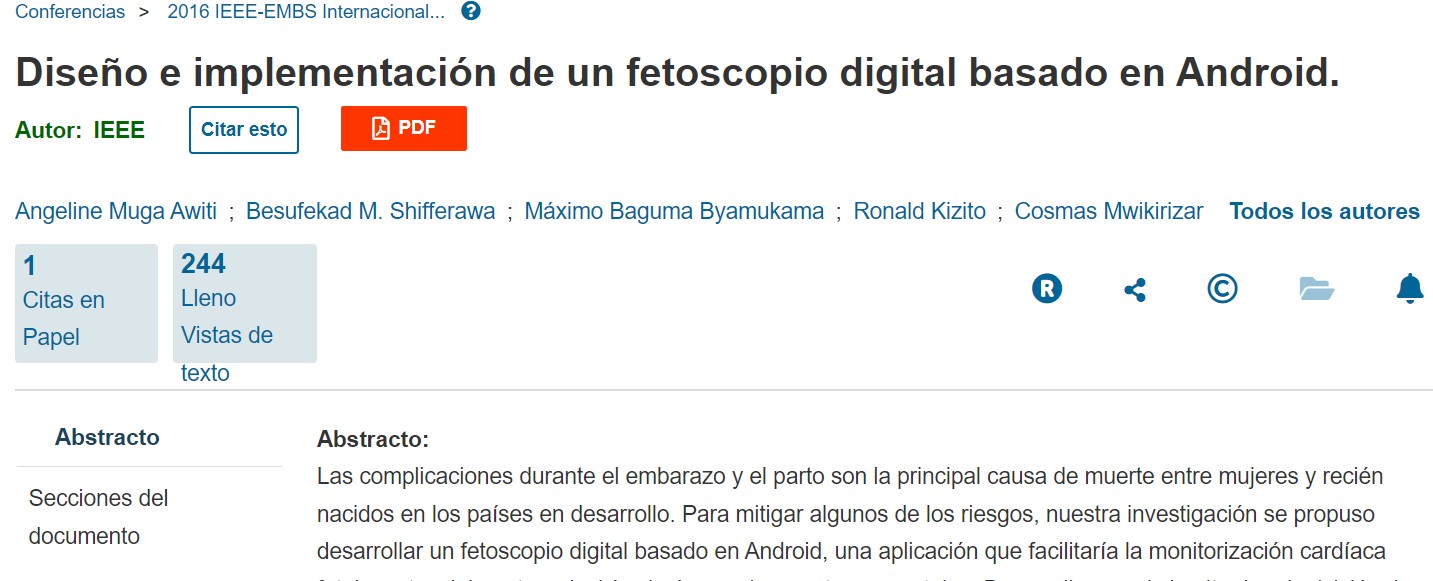 Conferencias > 2016 IEEE-EMBS Internacional... ?
Diseño e implementación de un fetoscopio digital basado en Android.
Autor: IEEE Citar esto PDF
Angeline Muga Awiti ; Besufekad M. Shifferawa ; Máximo Baguma Byamukama ; Ronald Kizito ; Cosmas Mwikirizar Todos los autores
1
Citas en
Papel
244
Lleno
Vistas de
texto
R ©
Abstracto
Secciones del
documento
Abstracto:
Las complicaciones durante el embarazo y el parto son la principal causa de muerte entre mujeres y recién
nacidos en los países en desarrollo. Para mitigar algunos de los riesgos, nuestra investigación se propuso
desarrollar un fetoscopio digital basado en Android, una aplicación que facilitaría la monitorización cardíaca